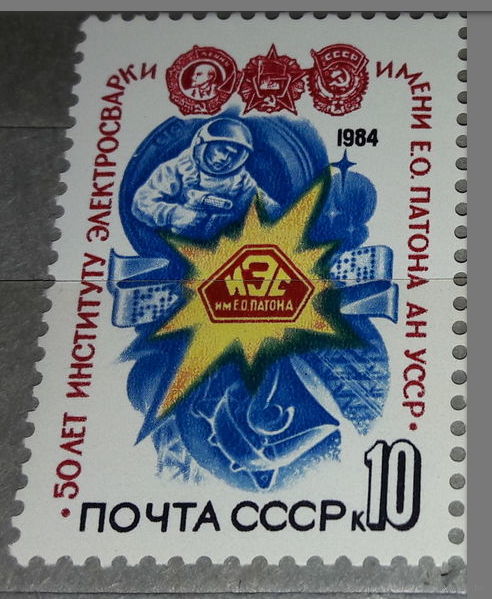 • 50 ЛЕТ ИНСТИТУТУ ЭЛЕКТРОСВАРКИ ИМЕНИ Е.О. ПАТОНА АН УССР •
СССР
1984
ИЭС
ИМ Е.О.ПАТОНА
ПОЧТА СССР к10